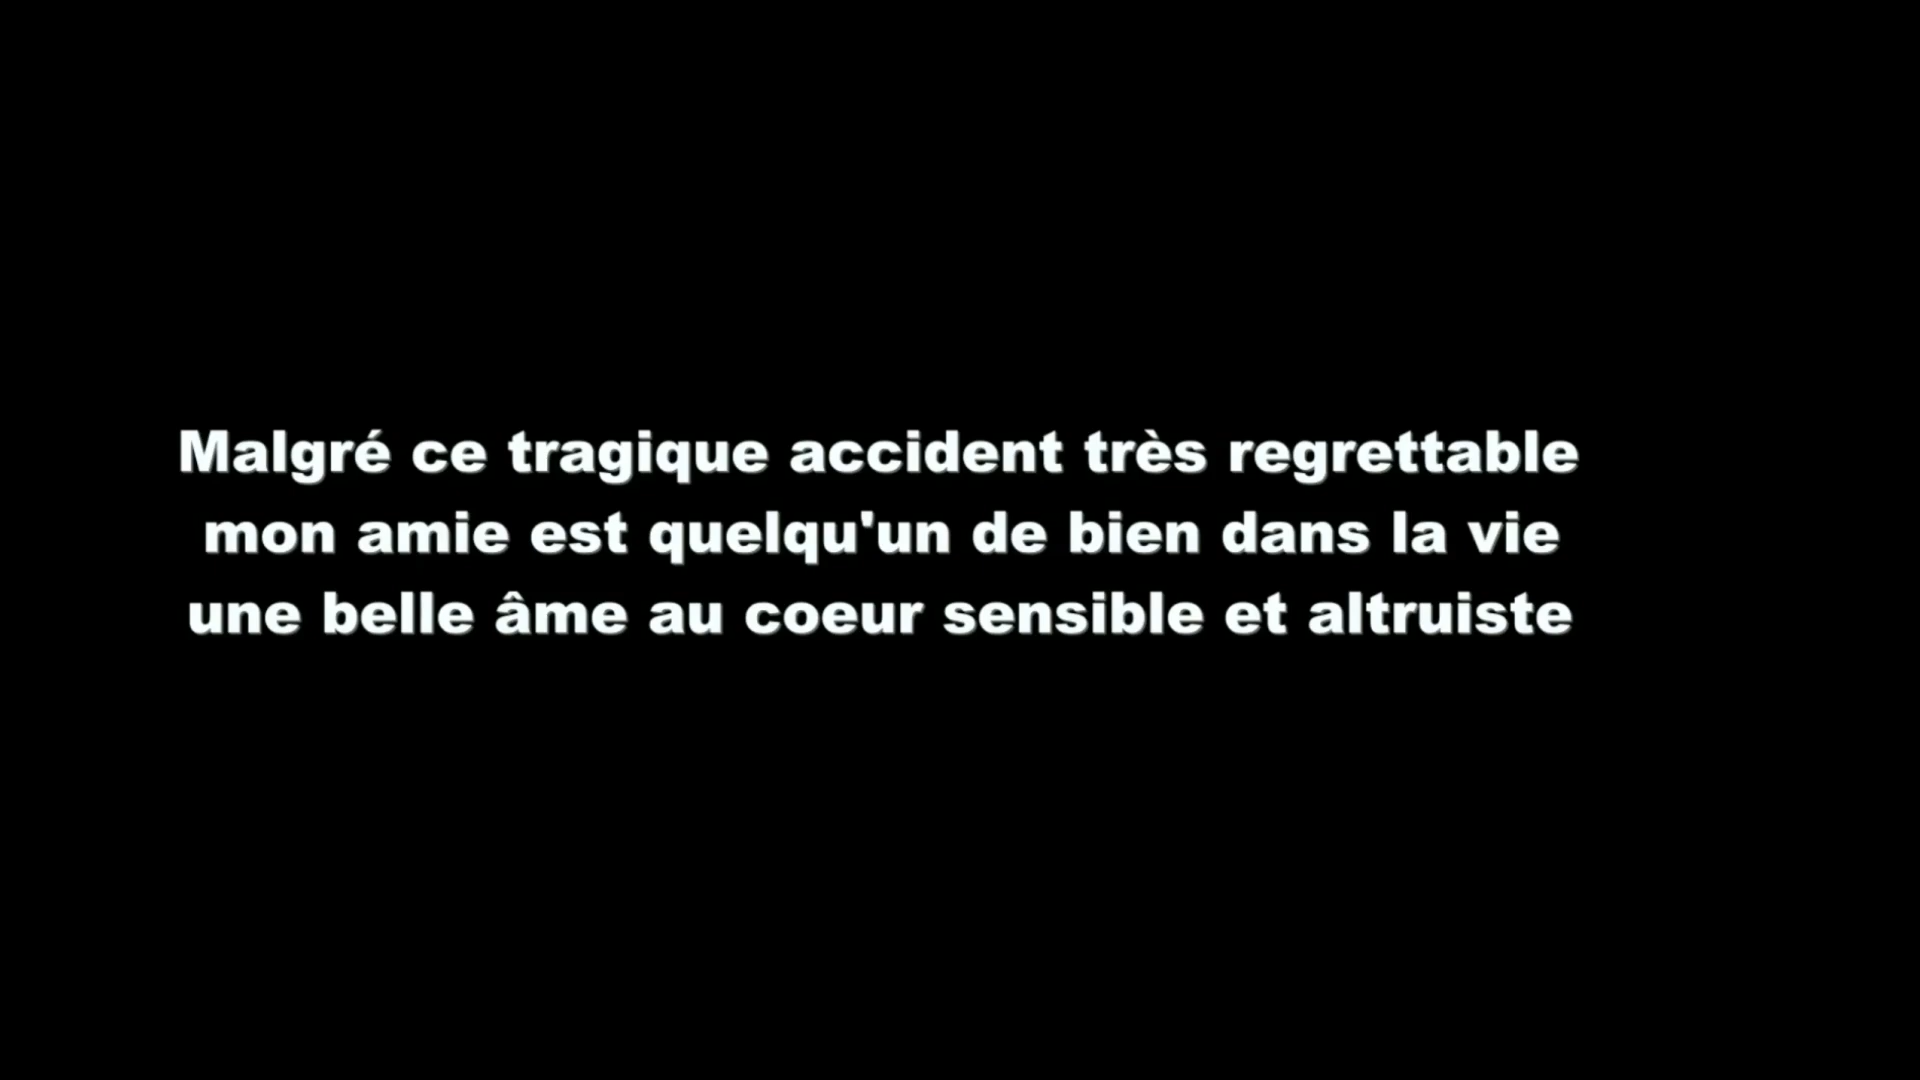 Malgré ce tragique accident très regrettable
mon amie est quelqu'un de bien dans la vie
une belle âme au coeur sensible et altruiste